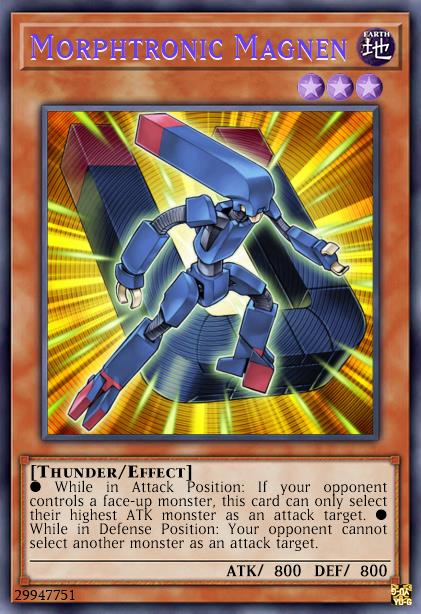 Morphtronic Magnen
EARTH
地
[Thunder/Effect]
● While in Attack Position: If your opponent
controls a face-up monster, this card can only select
their highest ATK monster as an attack target. ●
While in Defense Position: Your opponent cannot
select another monster as an attack target.
ATK/ 800 DEF/ 800
29947751